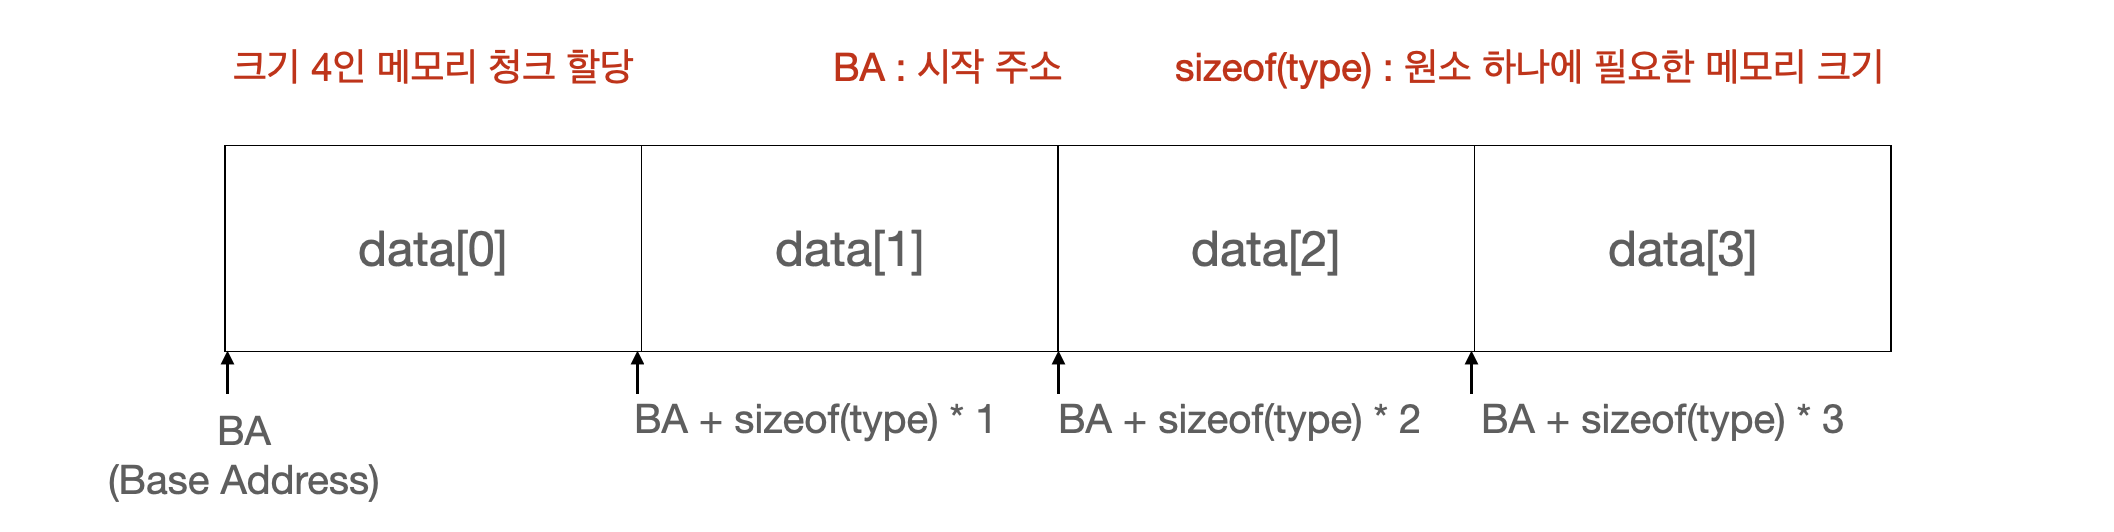 크기 4인 메모리 청크 할당
BA : 시작 주소
sizeof(type) : 원소 하나에 필요한 메모리 크기
data[0]
data[1]
data[2]
data[3]
BA
(Base Address)
BA + sizeof(type) * 1
BA + sizeof(type) * 2
BA + sizeof(type) * 3